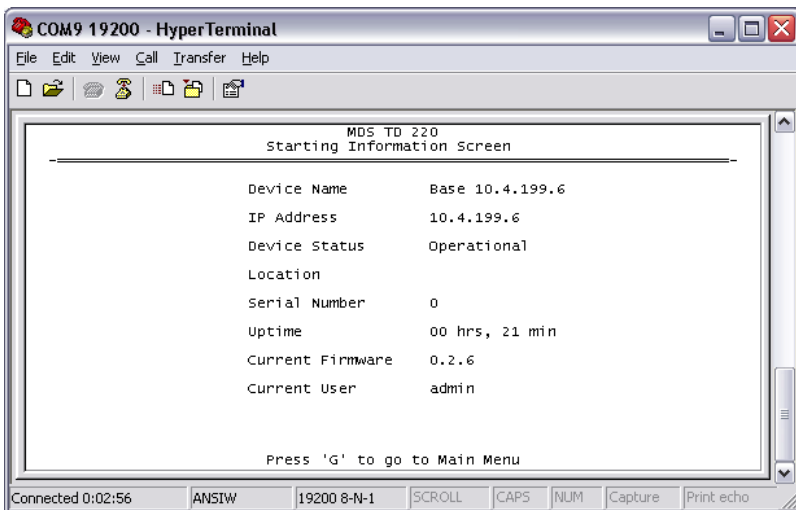 COM9 19200 - HyperTerminal
File Edit View Call Transfer Help
MDS TD 220
Starting Information Screen
Device Name Base 10.4.199.6
IP Address 10.4.199.6
Device Status Operational
Location
Serial Number 0
Uptime 00 hrs, 21 min
Current Firmware 0.2.6
Current User admin
Press 'G' to go to Main Menu
Connected 0:02:56 ANSIW 19200 8-N-1 SCROLL CAPS NUM Capture Print echo